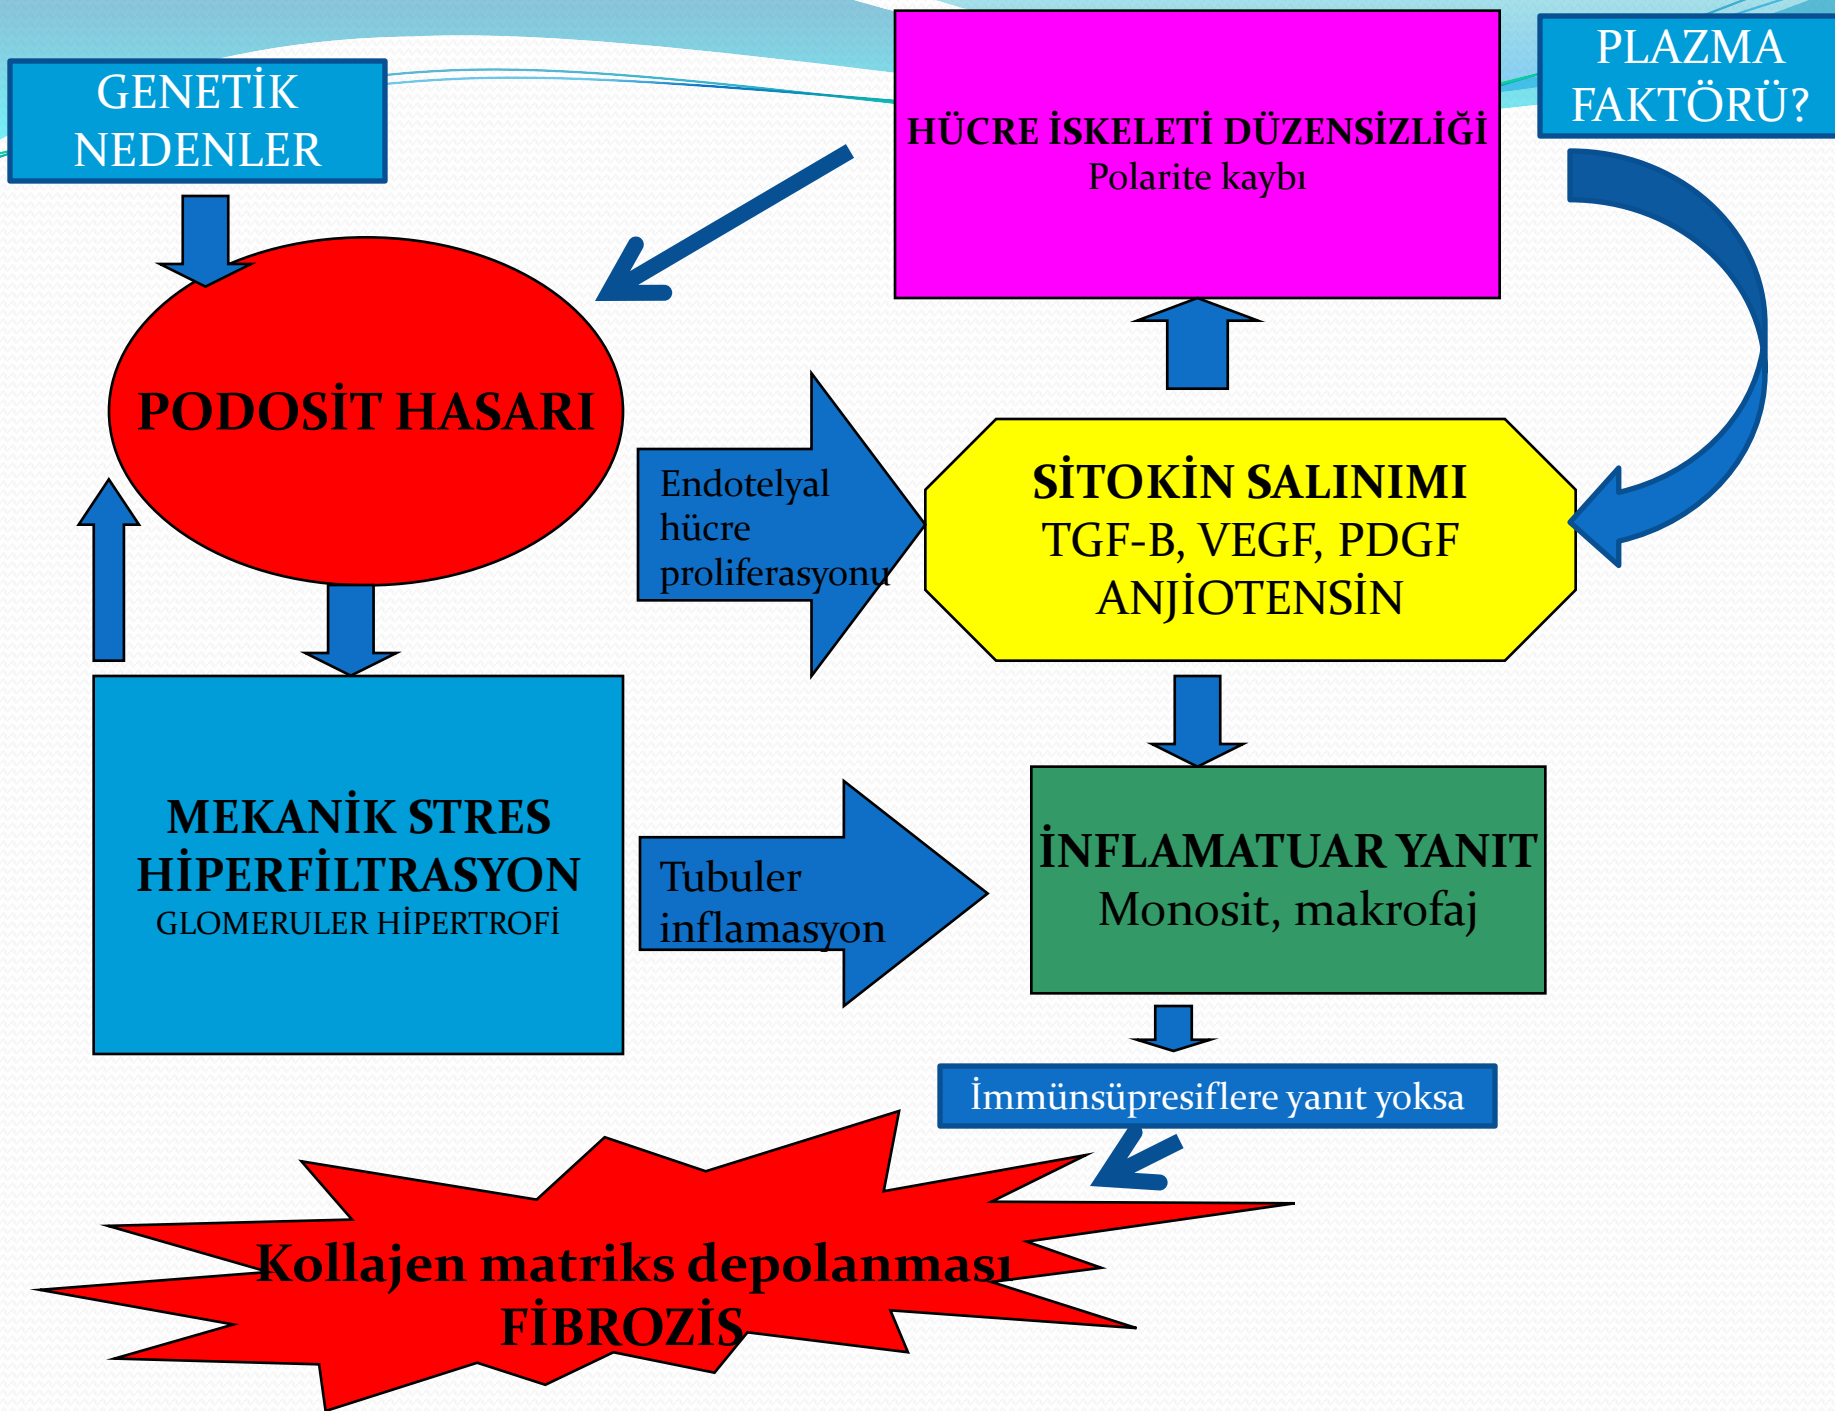 GENETİK
NEDENLER
HÜCRE İSKELETİ DÜZENSİZLİĞİ
Polarite kaybı
PLAZMA
FAKTÖRÜ?
PODOSİT HASARI
Endotelyal
hücre
proliferasyonu
SİTOKİN SALINIMI
TGF-B, VEGF, PDGF
ANJİOTENSİN
MEKANİK STRES
HİPERFİLTRASYON
GLOMERULER HİPERTROFİ
Tubuler
inflamasyon
İNFLAMATUAR YANIT
Monosit, makrofaj
İmmünsüpresiflere yanıt yoksa
Kollajen matriks depolanması
FİBROZİS